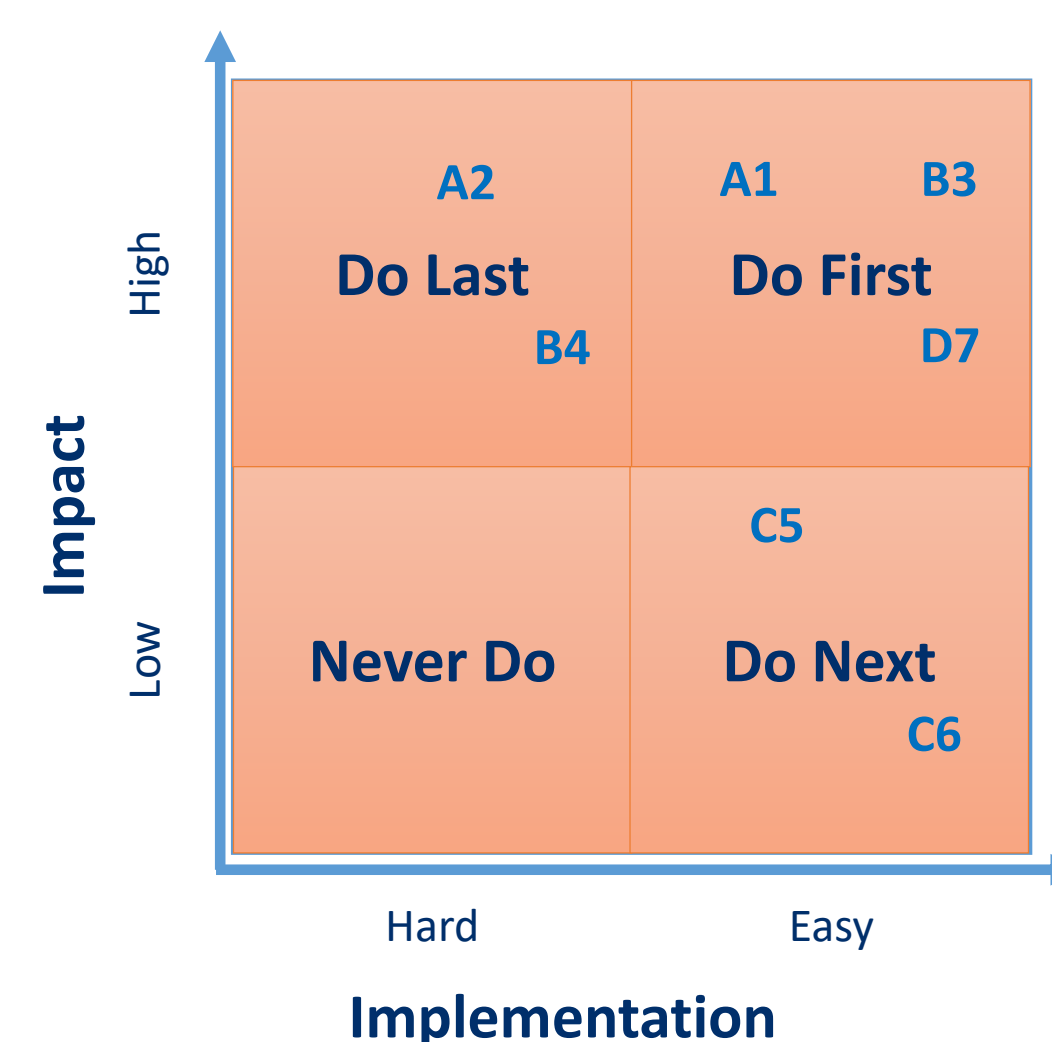 A2
A1
B3
Do Last
Do First
B4
D7
High
Impact
C5
Low
Never Do
Do Next
C6
Hard
Easy
Implementation